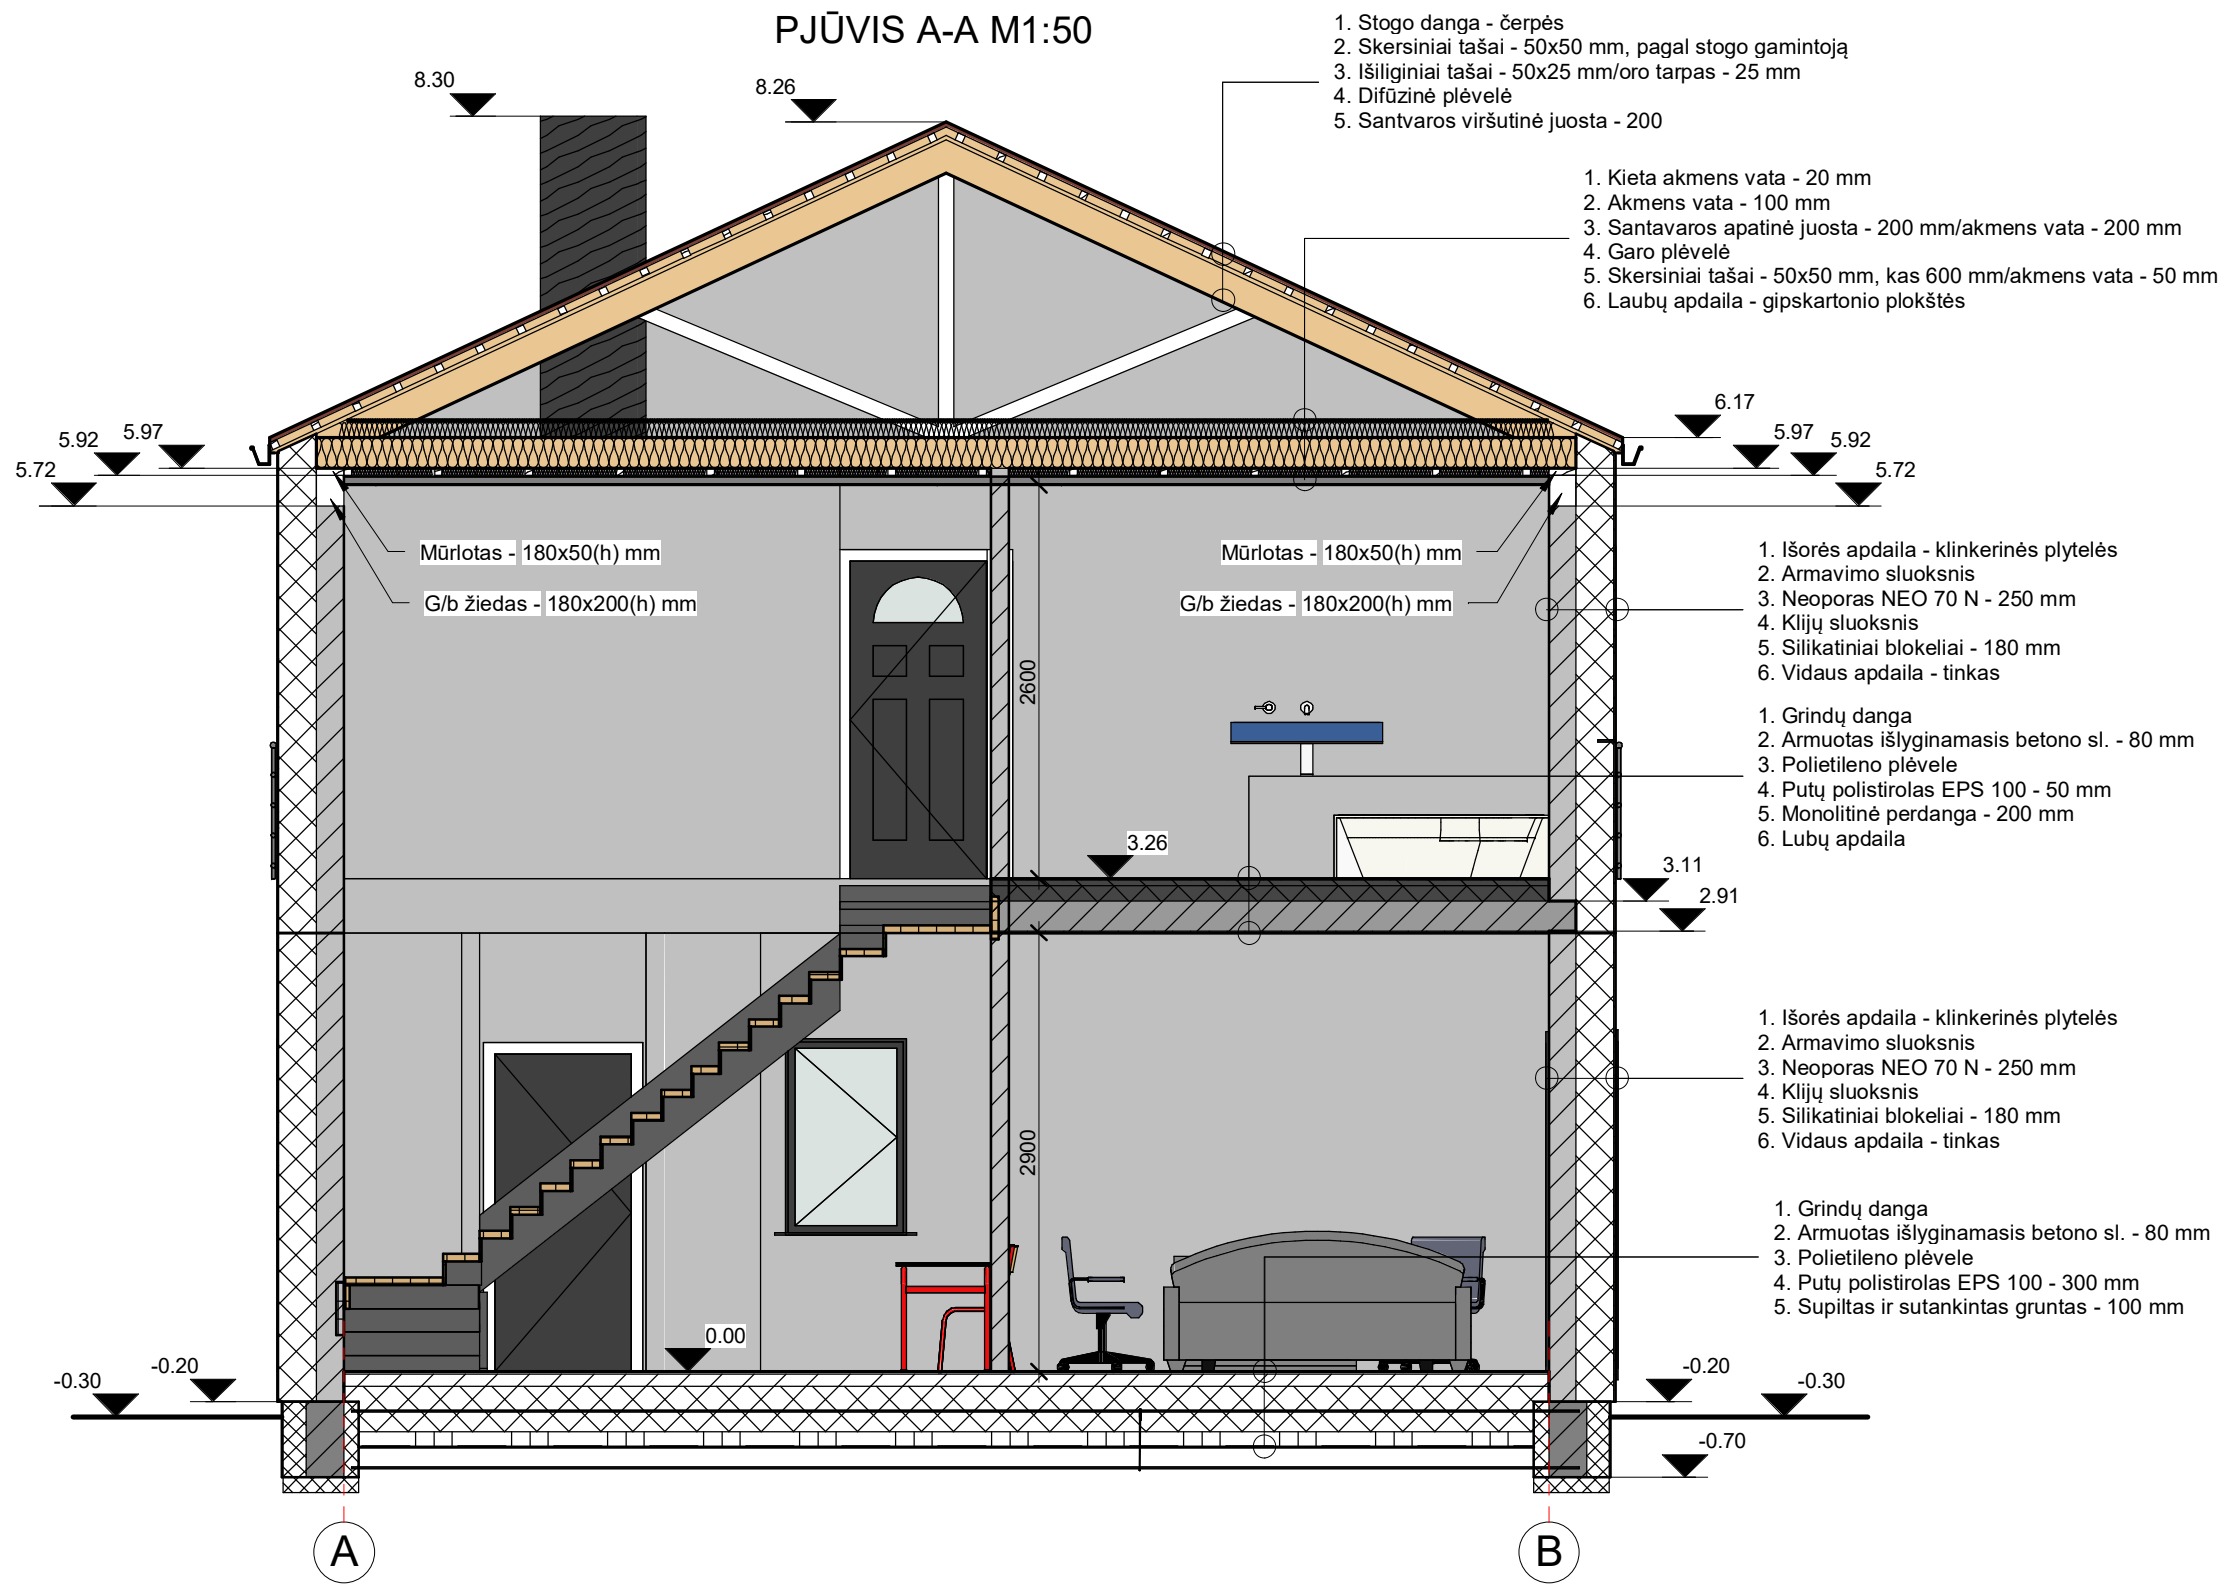 PJŪVIS A-A M1:50
1. Stogo danga - čerpės
2. Skersiniai tašai - 50x50 mm, pagal stogo gamintoją
3. Išiliginiai tašai - 50x25 mm/oro tarpas - 25 mm
4. Difūzinė plėvelė
5. Santvaros viršutinė juosta - 200
8.30
8.26
1. Kieta akmens vata - 20 mm
2. Akmens vata - 100 mm
3. Santavaros apatinė juosta - 200 mm/akmens vata - 200 mm
4. Garo plėvelė
5. Skersiniai tašai - 50x50 mm, kas 600 mm/akmens vata - 50 mm
6. Laubų apdaila - gipskartonio plokštės
5.72
5.92
5.97
6.17
5.97
5.92
5.72
Mūrlotas - 180x50(h) mm
G/b žiedas - 180x200(h) mm
Mūrlotas - 180x50(h) mm
G/b žiedas - 180x200(h) mm
1. Išorės apdaila - klinkerinės plytelės
2. Armavimo sluoksnis
3. Neoporas NEO 70 N - 250 mm
4. Klijų sluoksnis
5. Silikatiniai blokeliai - 180 mm
6. Vidaus apdaila - tinkas
2600
1. Grindų danga
2. Armuotas išlyginamasis betono sl. - 80 mm
3. Polietileno plėvele
4. Putų polistirolas EPS 100 - 50 mm
5. Monolitinė perdanga - 200 mm
6. Lubų apdaila
3.26
3.11
2.91
1. Išorės apdaila - klinkerinės plytelės
2. Armavimo sluoksnis
3. Neoporas NEO 70 N - 250 mm
4. Klijų sluoksnis
5. Silikatiniai blokeliai - 180 mm
6. Vidaus apdaila - tinkas
2900
1. Grindų danga
2. Armuotas išlyginamasis betono sl. - 80 mm
3. Polietileno plėvele
4. Putų polistirolas EPS 100 - 300 mm
5. Supiltas ir sutankintas gruntas - 100 mm
0.00
-0.30
-0.20
-0.20
-0.30
-0.70
A
B